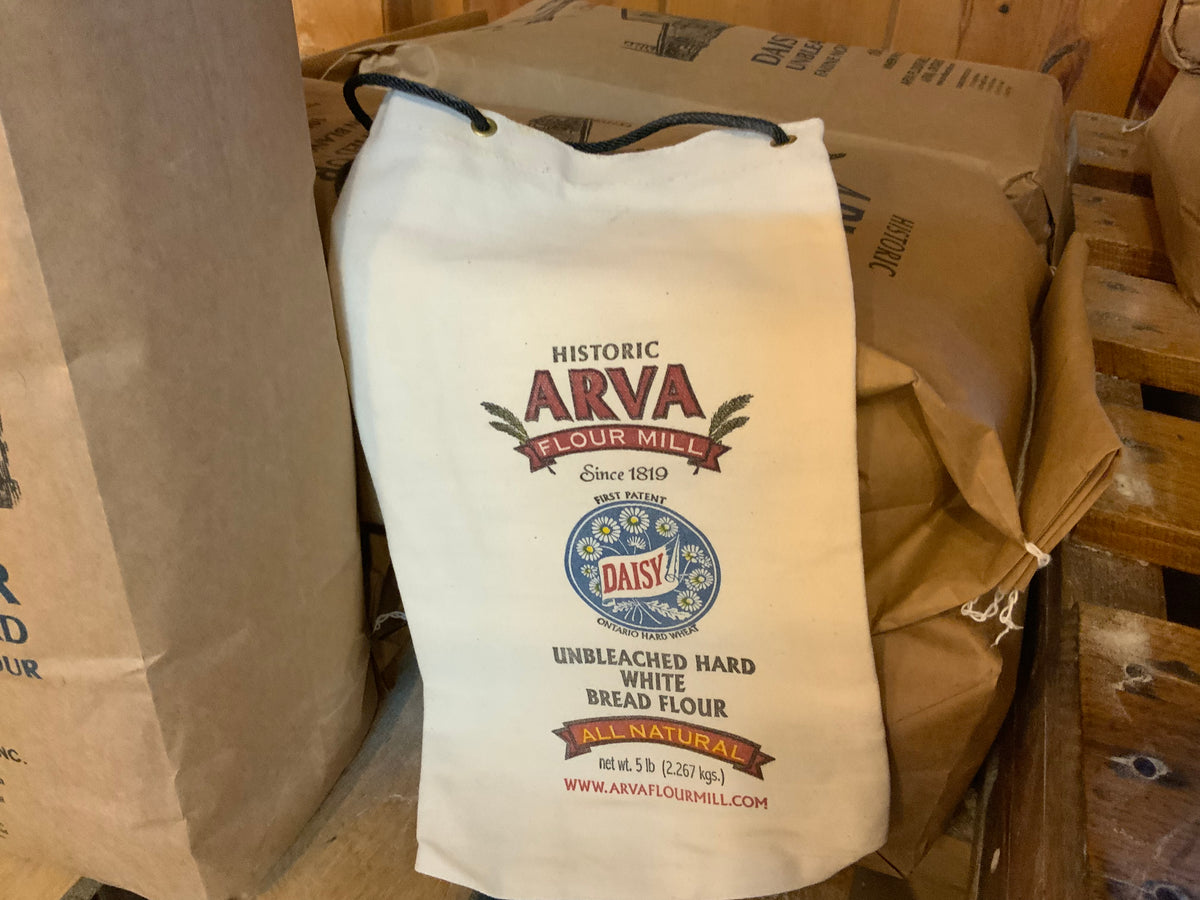 HISTORIC
ARVA
FLOUR MILL
Since 1819
FIRST PATENT
DAISY
ONTARIO HARD WHEAT
UNBLEACHED HARD
WHITE
BREAD FLOUR
ALL NATURAL
net wt. 5 lb (2.267 kgs.)
WWW.ARVAFLOURMILL.COM
HISTORIC